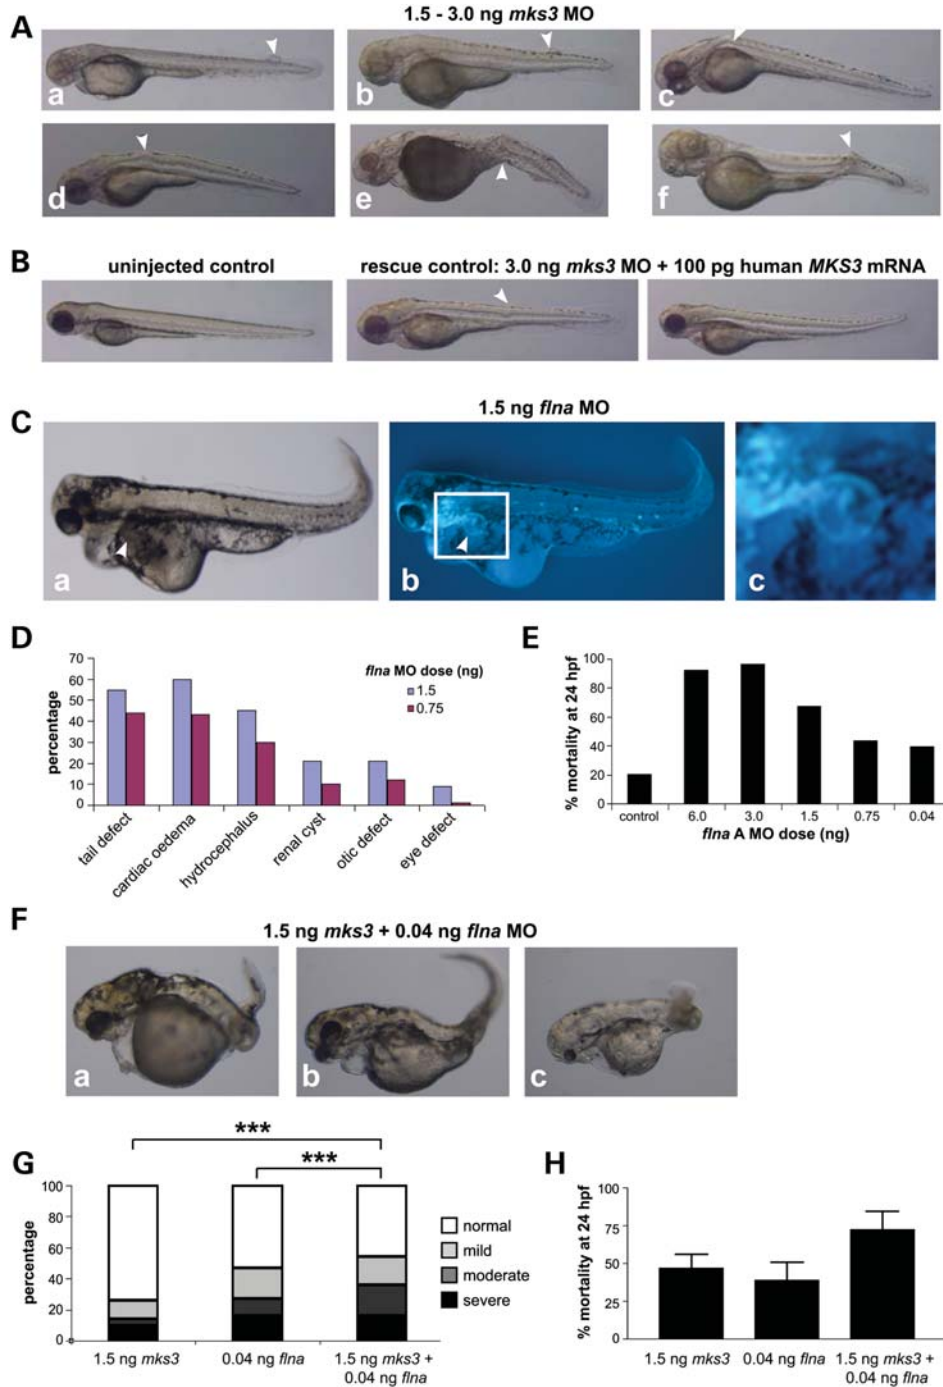 A
1.5 - 3.0 ng mks3 MO
a
b
c
d
e
f
B
uninjected control
rescue control: 3.0 ng mks3 MO + 100 pg human MKS3 mRNA
C
1.5 ng flna MO
a
b
c
D
percentage
70
60
50
40
30
20
10
0
flna MO dose (ng)
1.5
0.75
tail defect
cardiac oedema
hydrocephalus
renal cyst
otic defect
eye defect
E
% mortality at 24 hpf
100
80
60
40
20
0
control
6.0
3.0
1.5
0.75
0.04
flna A MO dose (ng)
F
1.5 ng mks3 + 0.04 ng flna MO
a
b
c
G
***
***
percentage
100
80
60
40
20
0
normal
mild
moderate
severe
1.5 ng mks3
0.04 ng flna
1.5 ng mks3 +
0.04 ng flna
H
% mortality at 24 hpf
100
75
50
25
0
1.5 ng mks3
0.04 ng flna
1.5 ng mks3 +
0.04 ng flna